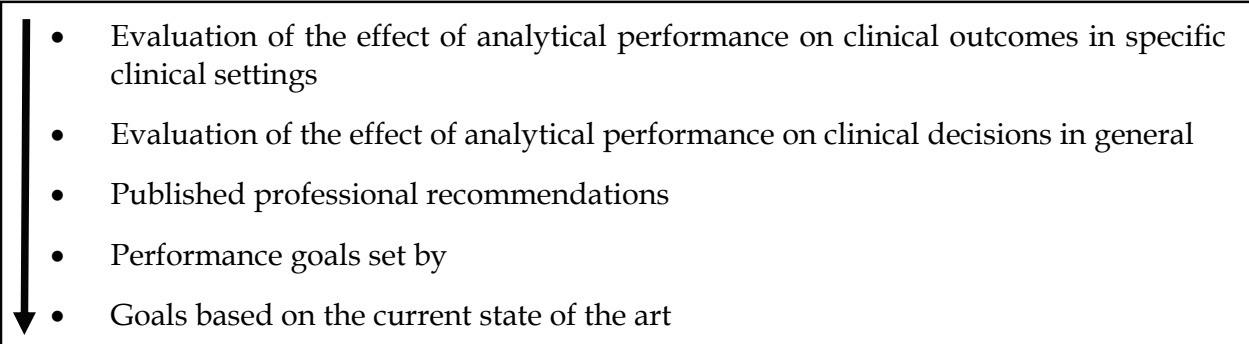 • Evaluation of the effect of analytical performance on clinical outcomes in specific
clinical settings
• Evaluation of the effect of analytical performance on clinical decisions in general
• Published professional recommendations
• Performance goals set by
• Goals based on the current state of the art